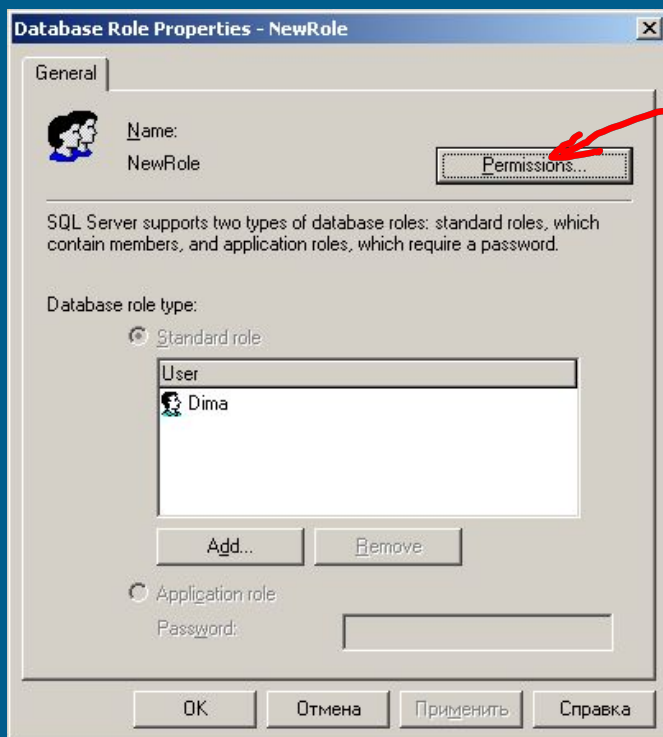 Database Role Properties - NewRole
General
Name:
NewRole
Permissions...
SQL Server supports two types of database roles: standard roles, which
contain members, and application roles, which require a password.
Database role type:
Standard role
User
Dima
Add...
Remove
Application role
Password:
OK
Отмена
Применить
Справка